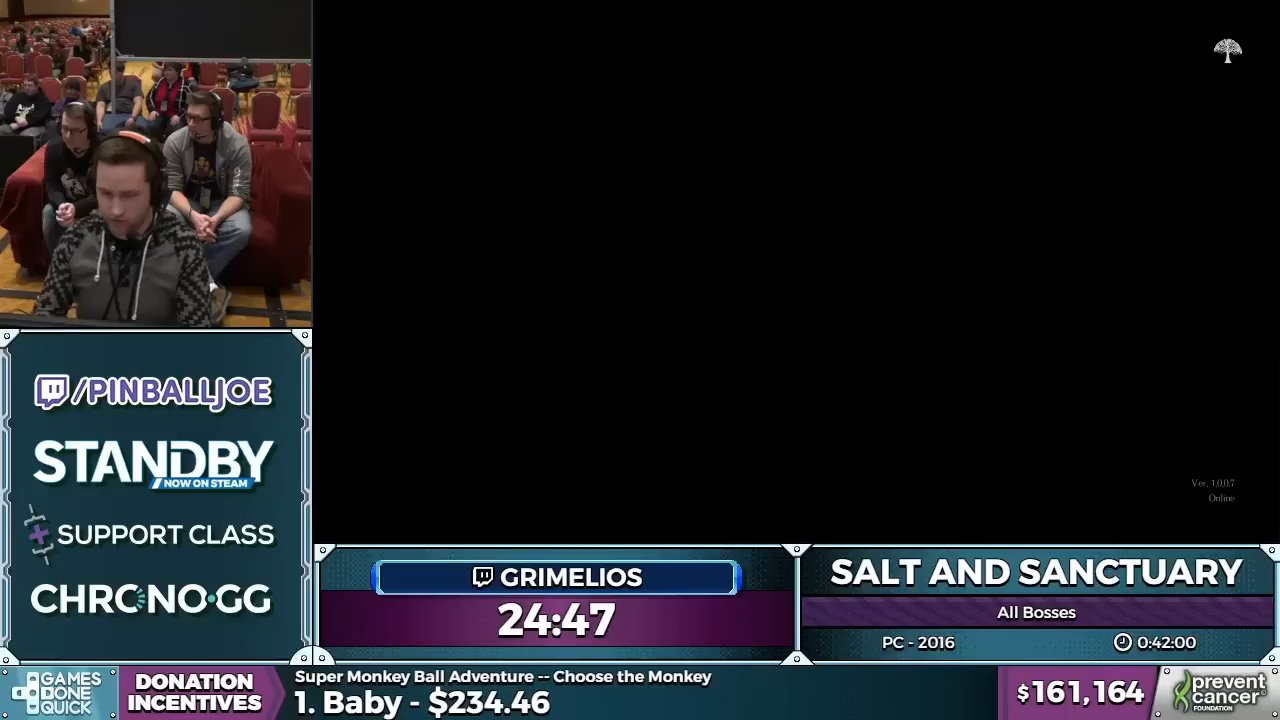 Ver. 1.0.0.7
Online
/PINBALLJOE
STANDBY
NOW ON STEAM
SUPPORT CLASS
CHRONO.GG
GRIMELIOS
24:47
SALT AND SANCTUARY
All Bosses
PC - 2016
0:42:00
GAMES
DONE
QUICK
DONATION
INCENTIVES
Super Monkey Ball Adventure -- Choose the Monkey
1. Baby - $234.46
$161,164
prevent
cancer
FOUNDATION